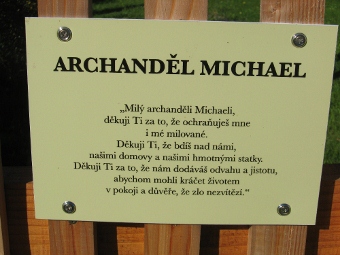 ARCHANDĚL MICHAEL
„Milý archanděli Michaeli,
děkuji Ti za to, že ochraňuješ mne
i mé milované.
Děkuji Ti, že bdíš nad námi,
našimi domovy a našimi hmotnými statky.
Děkuji Ti za to, že nám dodáváš odvahu a jistotu,
abychom mohli kráčet životem
v pokoji a důvěře, že zlo nezvítězí.“